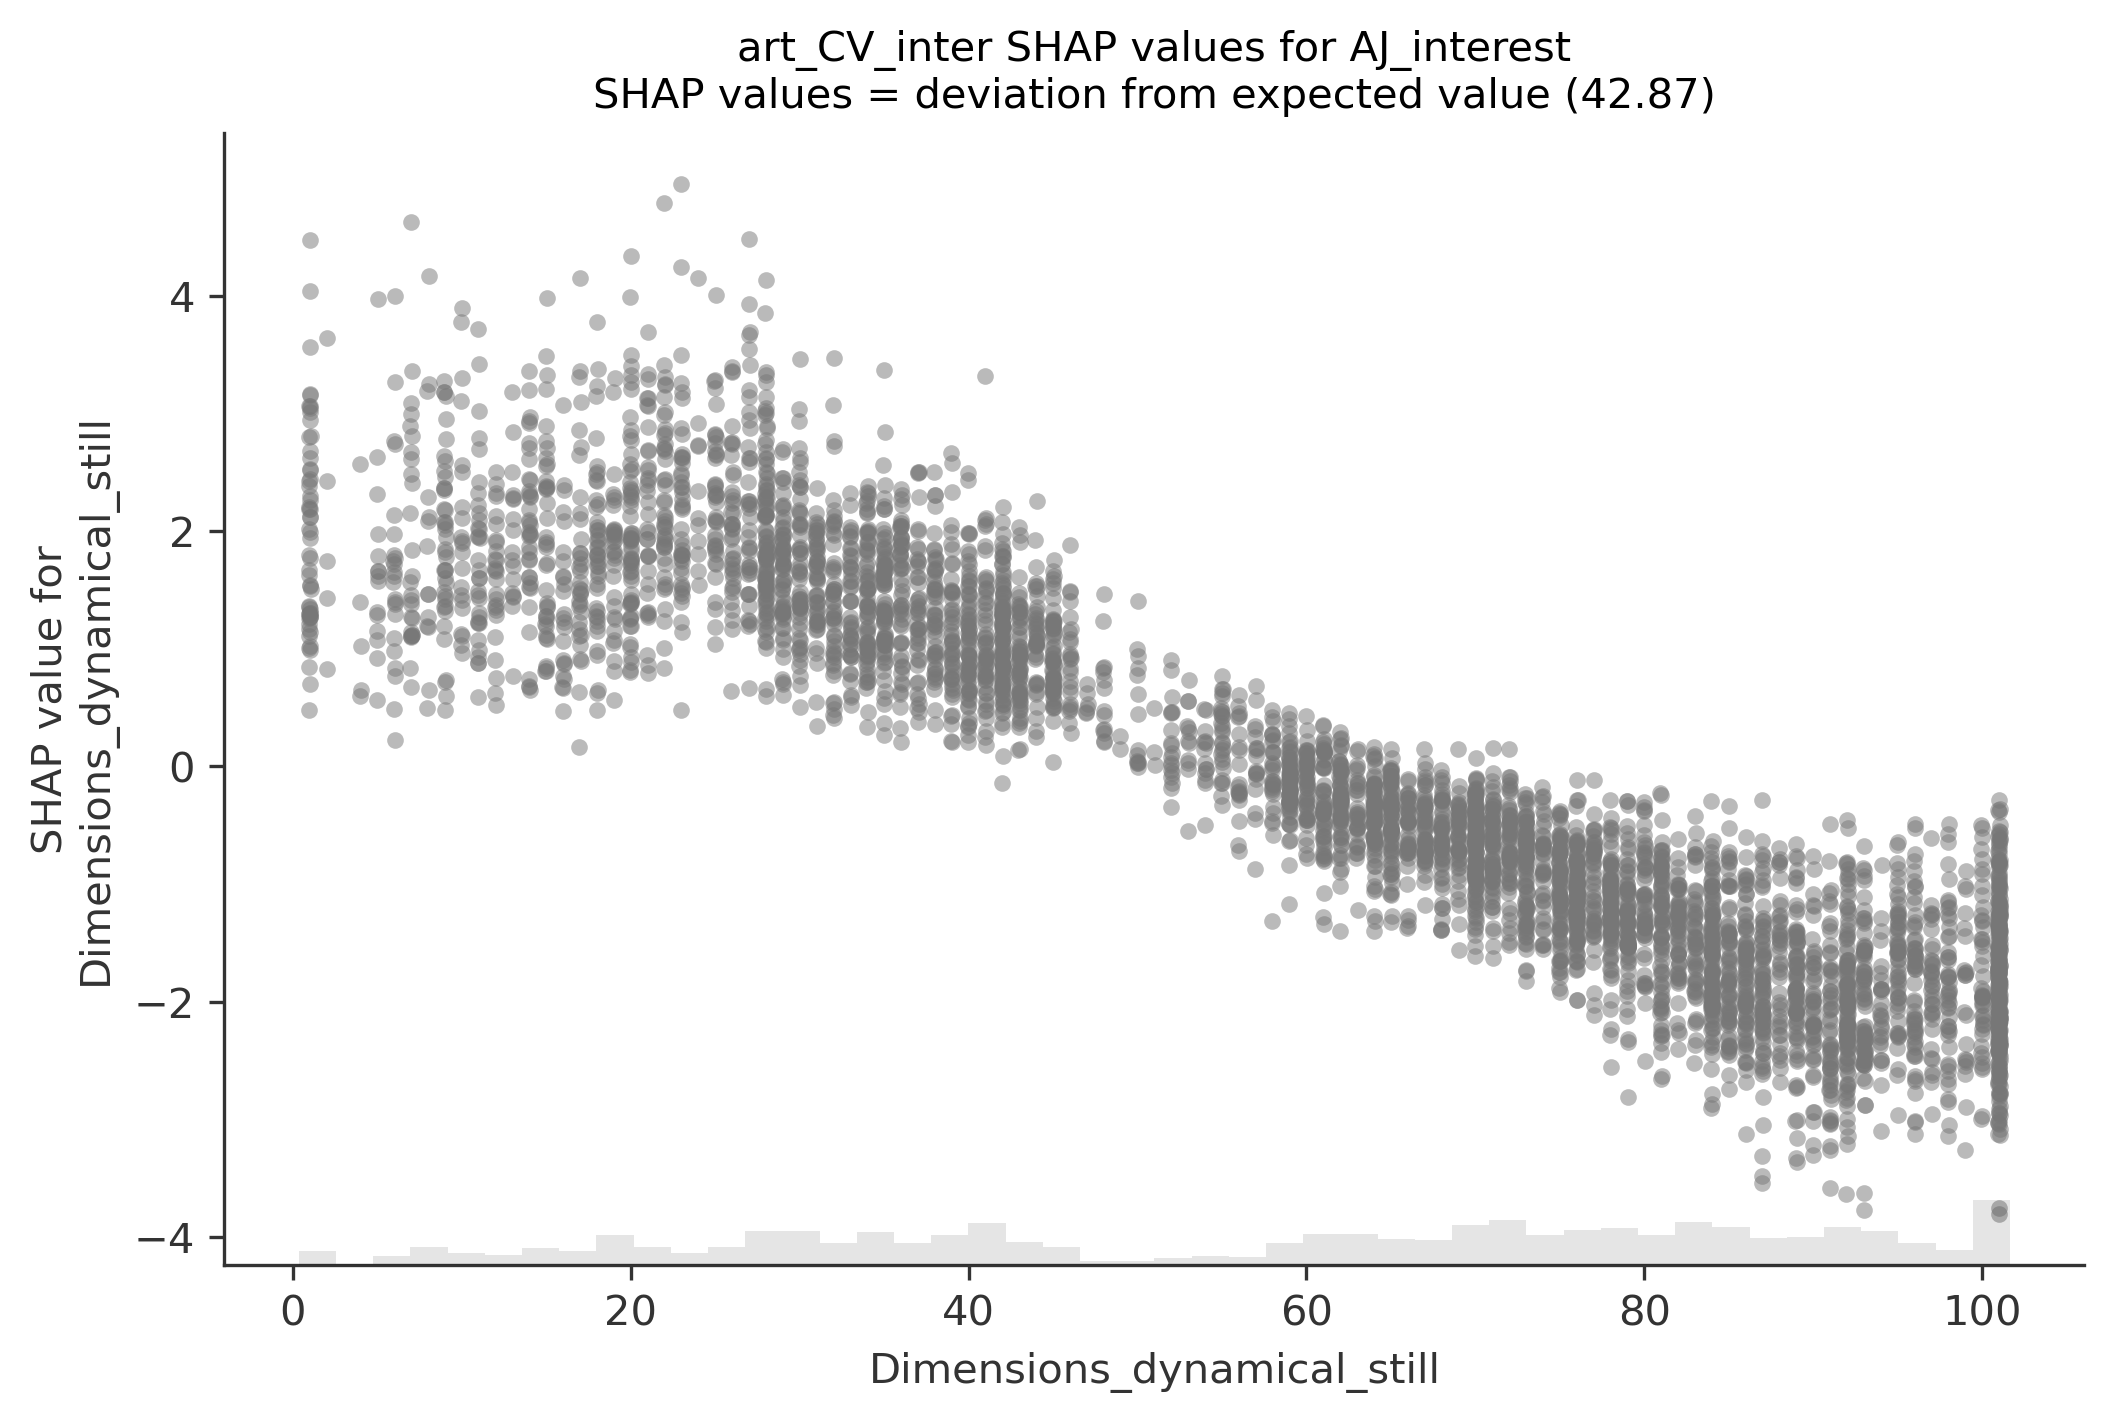 art_CV_inter SHAP values for AJ_interest
SHAP values = deviation from expected value (42.87)
SHAP value for
Dimensions_dynamical_still
4
2
0
−2
−4
0
20
40
60
80
100
Dimensions_dynamical_still